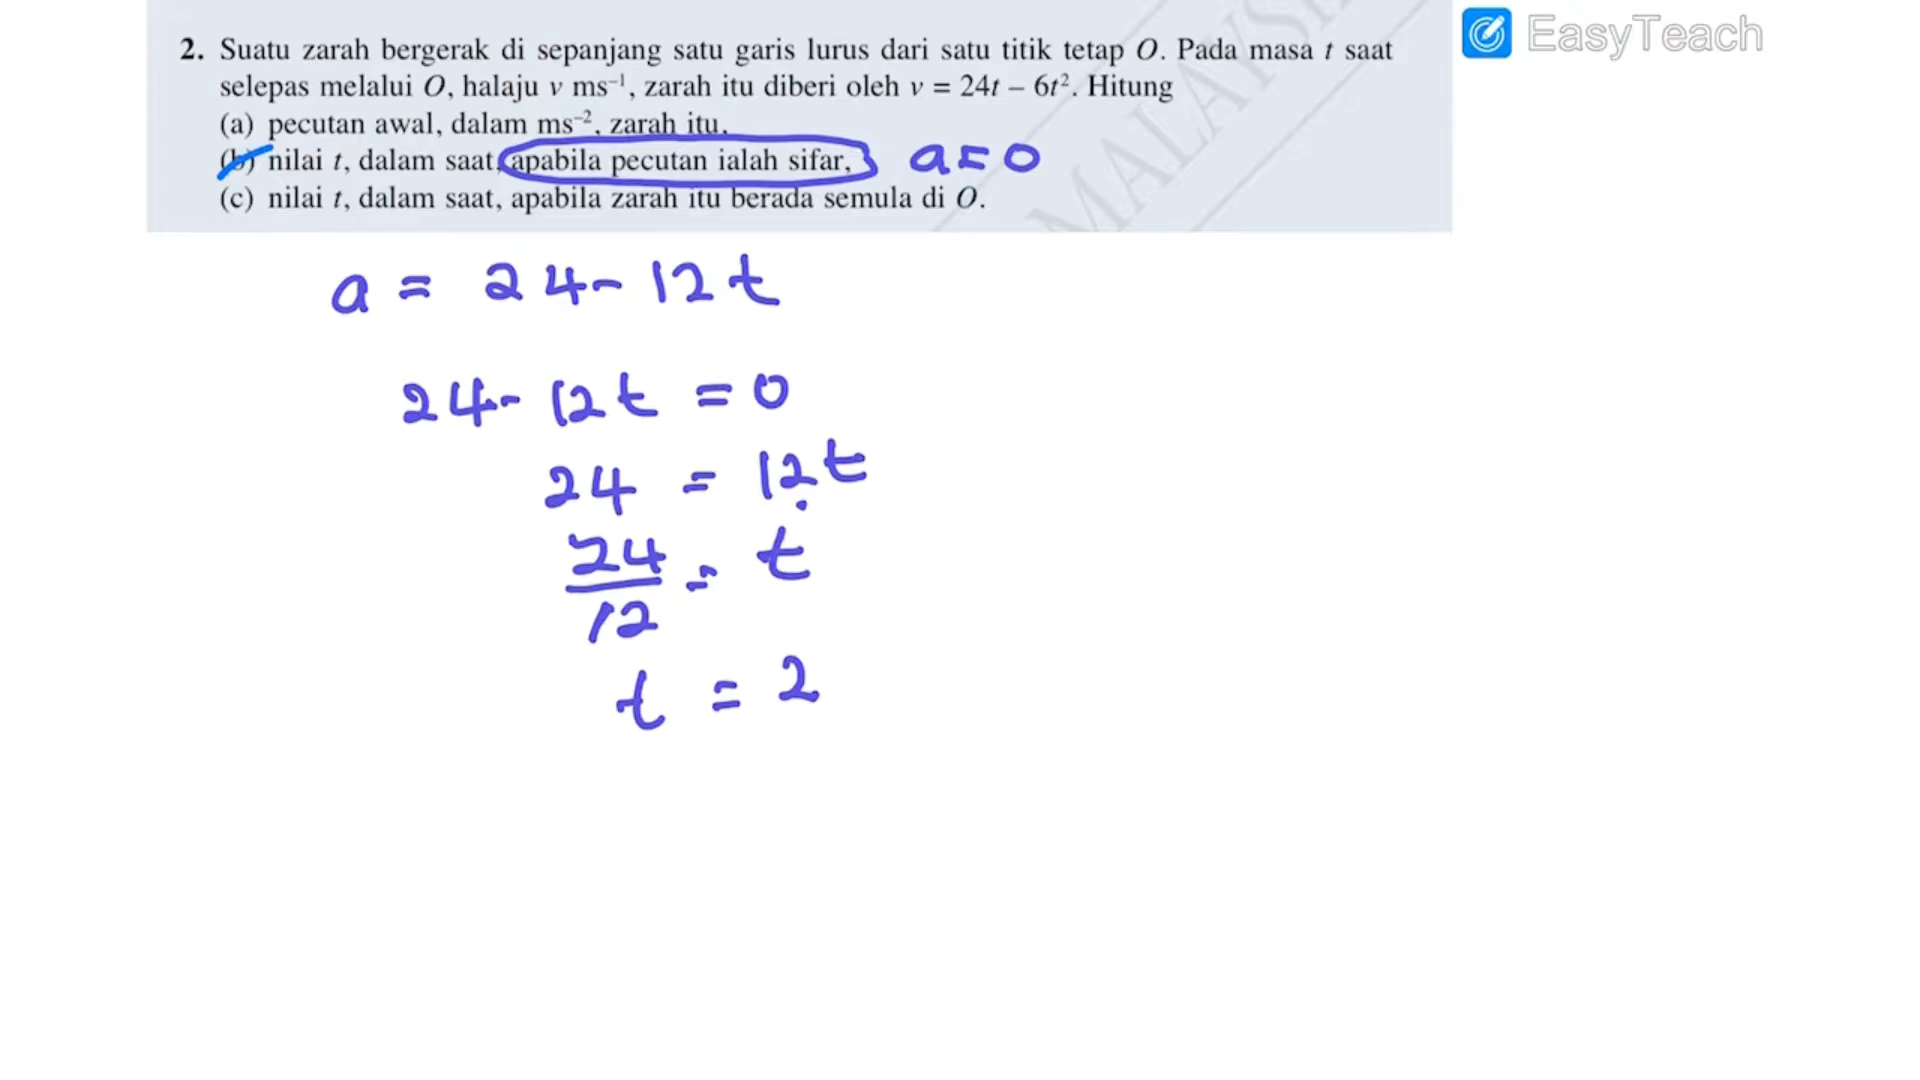 2. Suatu zarah bergerak di sepanjang satu garis lurus dari satu titik tetap O. Pada masa t saat
selepas melalui O, halaju v ms⁻¹, zarah itu diberi oleh v = 24t – 6t². Hitung
(a) pecutan awal, dalam ms⁻², zarah itu.
(b) nilai t, dalam saat, apabila pecutan ialah sifar, a = 0
(c) nilai t, dalam saat, apabila zarah itu berada semula di O.
MALAYS
EasyTeach
a = 24 - 12t
24 - 12t = 0
24 = 12t
24/12 = t
t = 2